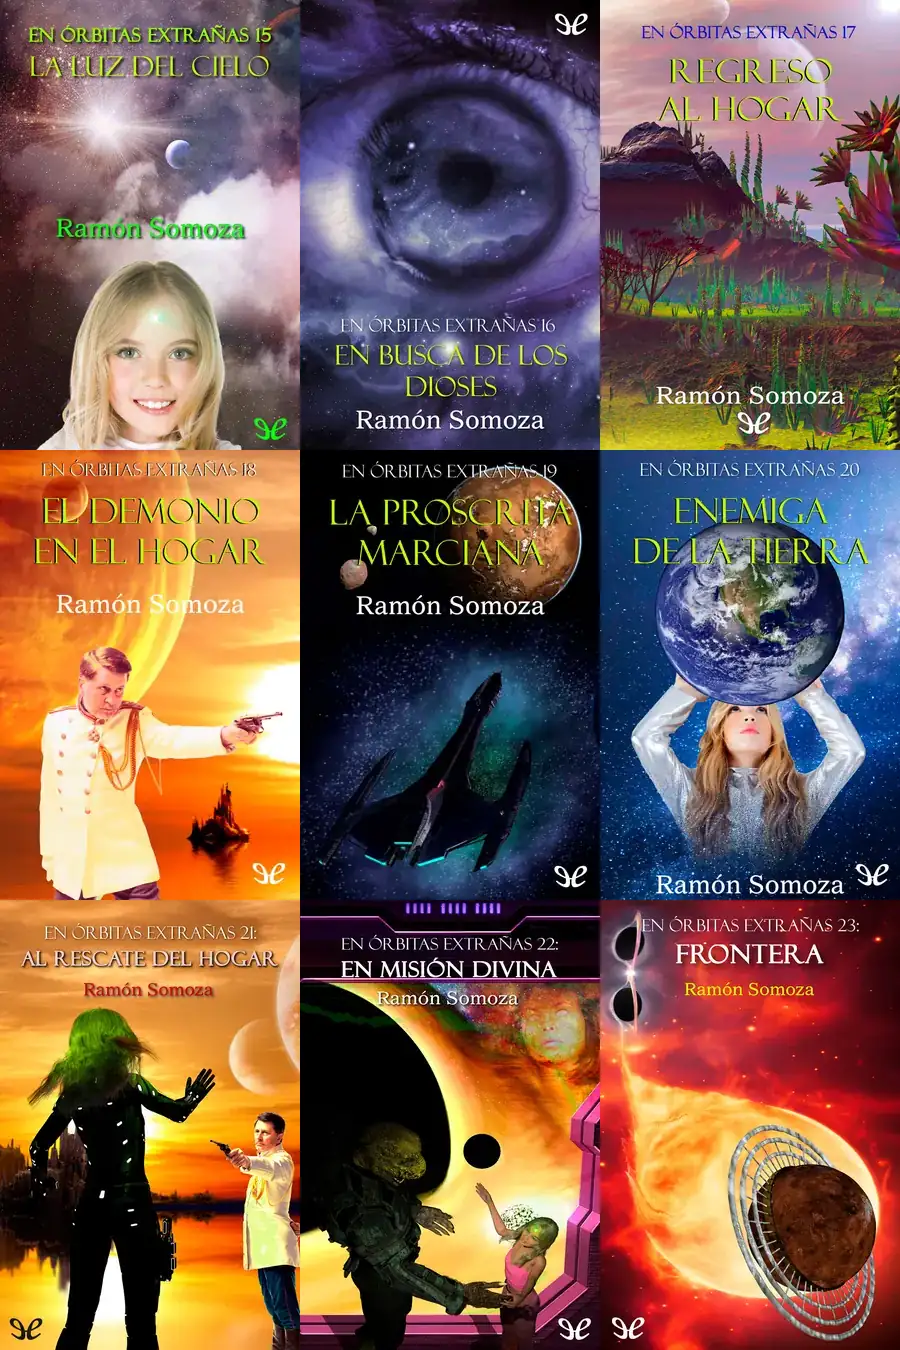 EN ÓRBITAS EXTRAÑAS 15
LA LUZ DEL CIELO
Ramón Somoza
EN ÓRBITAS EXTRAÑAS 16
EN BUSCA DE LOS
DIOSES
Ramón Somoza
EN ÓRBITAS EXTRAÑAS 17
REGRESO
AL HOGAR
Ramón Somoza
EN ÓRBITAS EXTRAÑAS 18
EL DEMONIO
EN EL HOGAR
Ramón Somoza
EN ÓRBITAS EXTRAÑAS 19
LA PROSCRITA
MARCIANA
Ramón Somoza
EN ÓRBITAS EXTRAÑAS 20
ENEMIGA
DE LA TIERRA
Ramón Somoza
EN ÓRBITAS EXTRAÑAS 21:
AL RESCATE DEL HOGAR
Ramón Somoza
EN ÓRBITAS EXTRAÑAS 22:
EN MISIÓN DIVINA
Ramón Somoza
EN ÓRBITAS EXTRAÑAS 23:
FRONTERA
Ramón Somoza